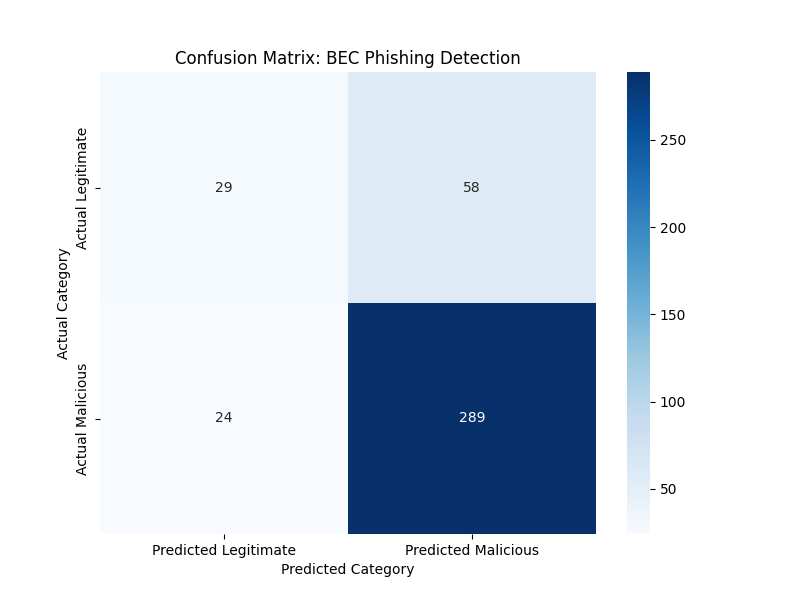 Confusion Matrix: BEC Phishing Detection
Actual Category
Actual Legitimate
29
58
Actual Malicious
24
289
Predicted Legitimate
Predicted Malicious
Predicted Category
250
200
150
100
50